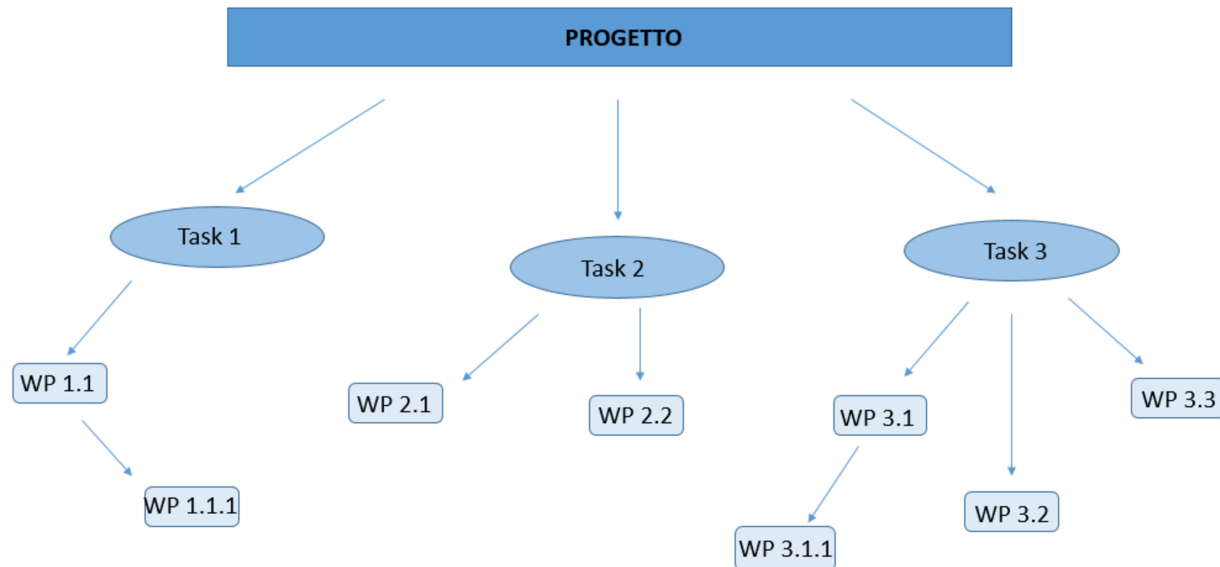 PROGETTO
Task 1
Task 2
Task 3
WP 1.1
WP 2.1
WP 2.2
WP 3.1
WP 3.3
WP 1.1.1
WP 3.2
WP 3.1.1